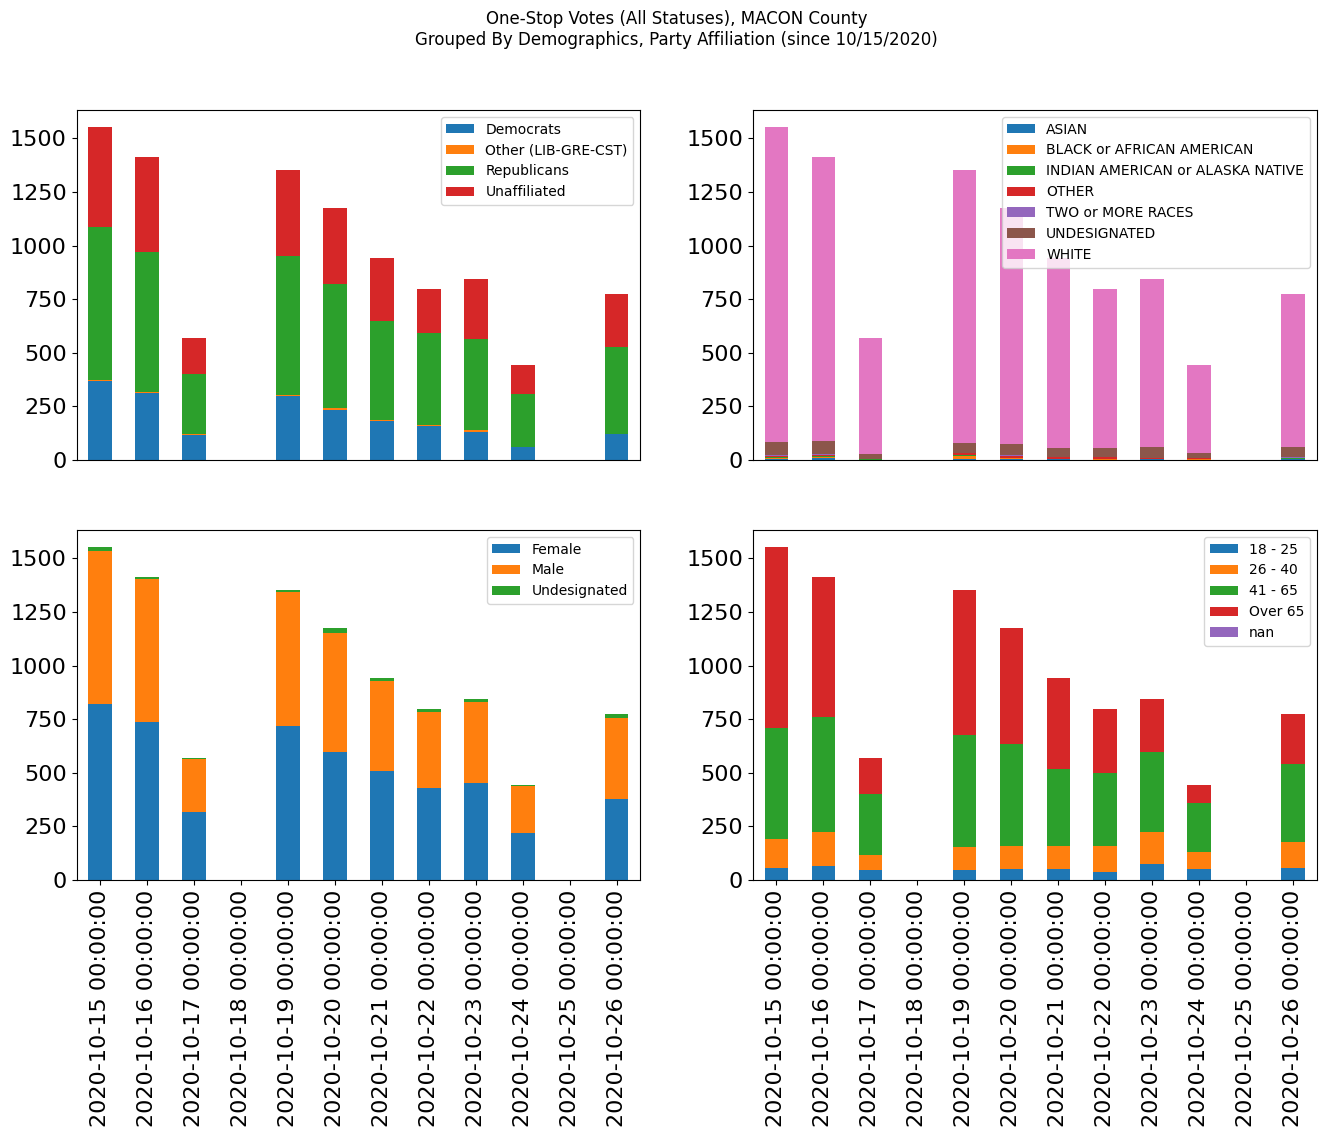 One-Stop Votes (All Statuses), MACON County
Grouped By Demographics, Party Affiliation (since 10/15/2020)
1500
1250
1000
750
500
250
0
Democrats
Other (LIB-GRE-CST)
Republicans
Unaffiliated
1500
1250
1000
750
500
250
0
ASIAN
BLACK or AFRICAN AMERICAN
INDIAN AMERICAN or ALASKA NATIVE
OTHER
TWO or MORE RACES
UNDESIGNATED
WHITE
1500
1250
1000
750
500
250
0
Female
Male
Undesignated
2020-10-15 00:00:00
2020-10-16 00:00:00
2020-10-17 00:00:00
2020-10-18 00:00:00
2020-10-19 00:00:00
2020-10-20 00:00:00
2020-10-21 00:00:00
2020-10-22 00:00:00
2020-10-23 00:00:00
2020-10-24 00:00:00
2020-10-25 00:00:00
2020-10-26 00:00:00
1500
1250
1000
750
500
250
0
18 - 25
26 - 40
41 - 65
Over 65
nan
2020-10-15 00:00:00
2020-10-16 00:00:00
2020-10-17 00:00:00
2020-10-18 00:00:00
2020-10-19 00:00:00
2020-10-20 00:00:00
2020-10-21 00:00:00
2020-10-22 00:00:00
2020-10-23 00:00:00
2020-10-24 00:00:00
2020-10-25 00:00:00
2020-10-26 00:00:00